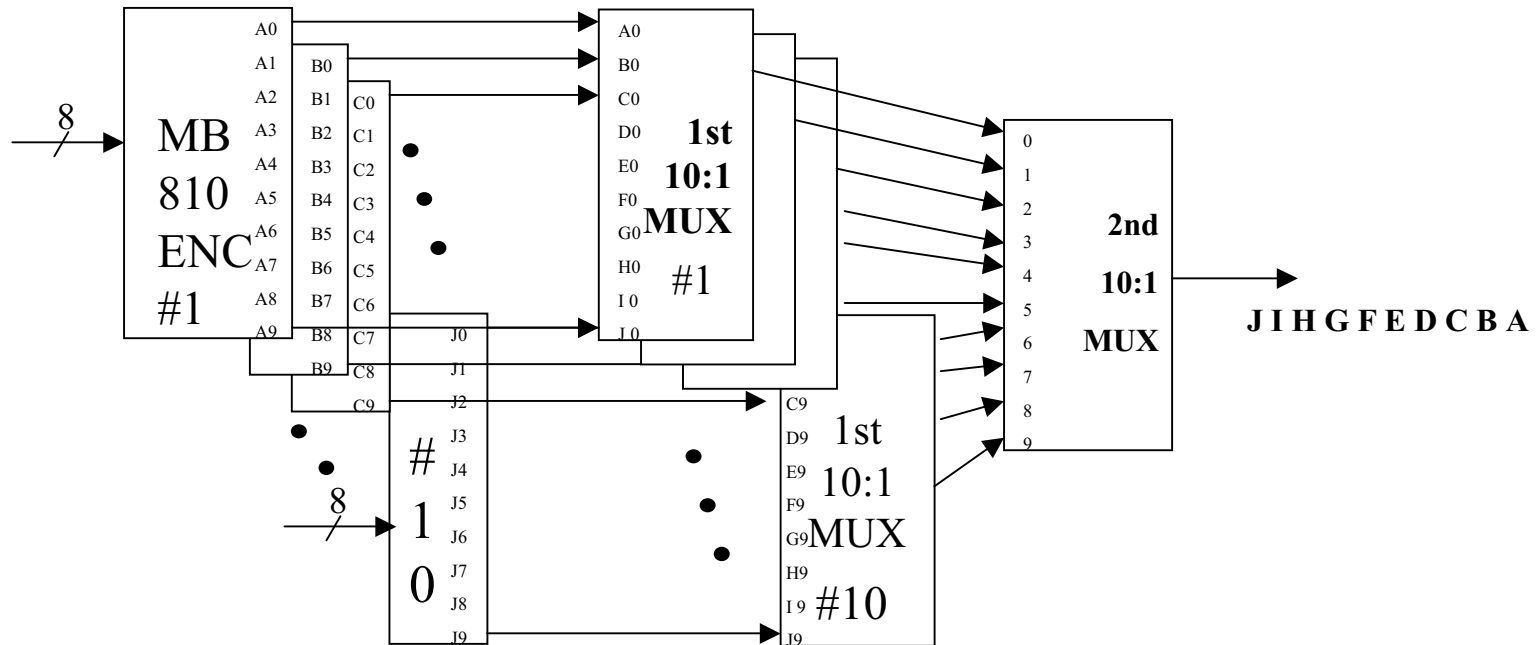 8
MB
810
ENC
#1
A0
A1
A2
A3
A4
A5
A6
A7
A8
A9
B0
B1
B2
B3
B4
B5
B6
B7
B8
B9
C0
C1
C2
C3
C4
C5
C6
C7
C8
C9
8
#
1
0
J0
J1
J2
J3
J4
J5
J6
J7
J8
J9
A0
B0
C0
D0
E0
F0
G0
H0
I 0
J 0
1st
10:1
MUX
#1
C9
D9
E9
F9
G9
H9
I 9
J9
1st
10:1
MUX
#10
0
1
2
3
4
5
6
7
8
9
2nd
10:1
MUX
J I H G F E D C B A